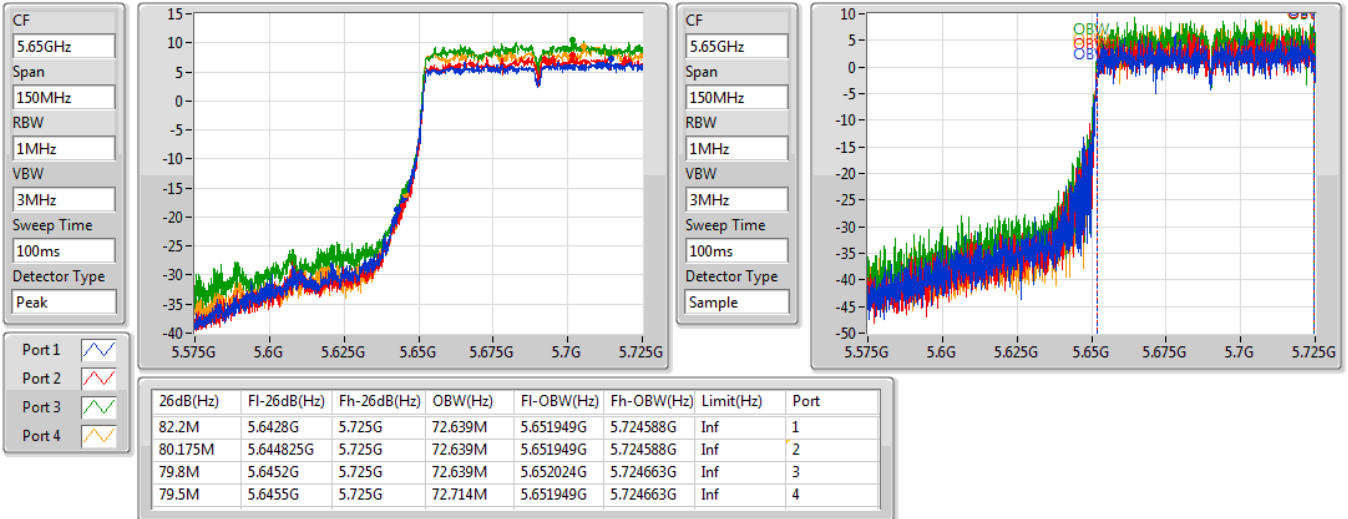 CF
5.65GHz
Span
150MHz
RBW
1MHz
VBW
3MHz
Sweep Time
100ms
Detector Type
Peak
15
10
5
0
-5
-10
-15
-20
-25
-30
-35
-40
5.575G 5.6G 5.625G 5.65G 5.675G 5.7G 5.725G
CF
5.65GHz
Span
150MHz
RBW
1MHz
VBW
3MHz
Sweep Time
100ms
Detector Type
Sample
10
5
0
-5
-10
-15
-20
-25
-30
-35
-40
-45
-50
5.575G 5.6G 5.625G 5.65G 5.675G 5.7G 5.725G
Port 1
Port 2
Port 3
Port 4
26dB(Hz) Fl-26dB(Hz) Fh-26dB(Hz) OBW(Hz) Fl-OBW(Hz) Fh-OBW(Hz) Limit(Hz) Port
82.2M 5.6428G 5.725G 72.639M 5.651949G 5.724588G Inf 1
80.175M 5.644825G 5.725G 72.639M 5.651949G 5.724588G Inf 2
79.8M 5.6452G 5.725G 72.639M 5.652024G 5.724663G Inf 3
79.5M 5.6455G 5.725G 72.714M 5.651949G 5.724663G Inf 4